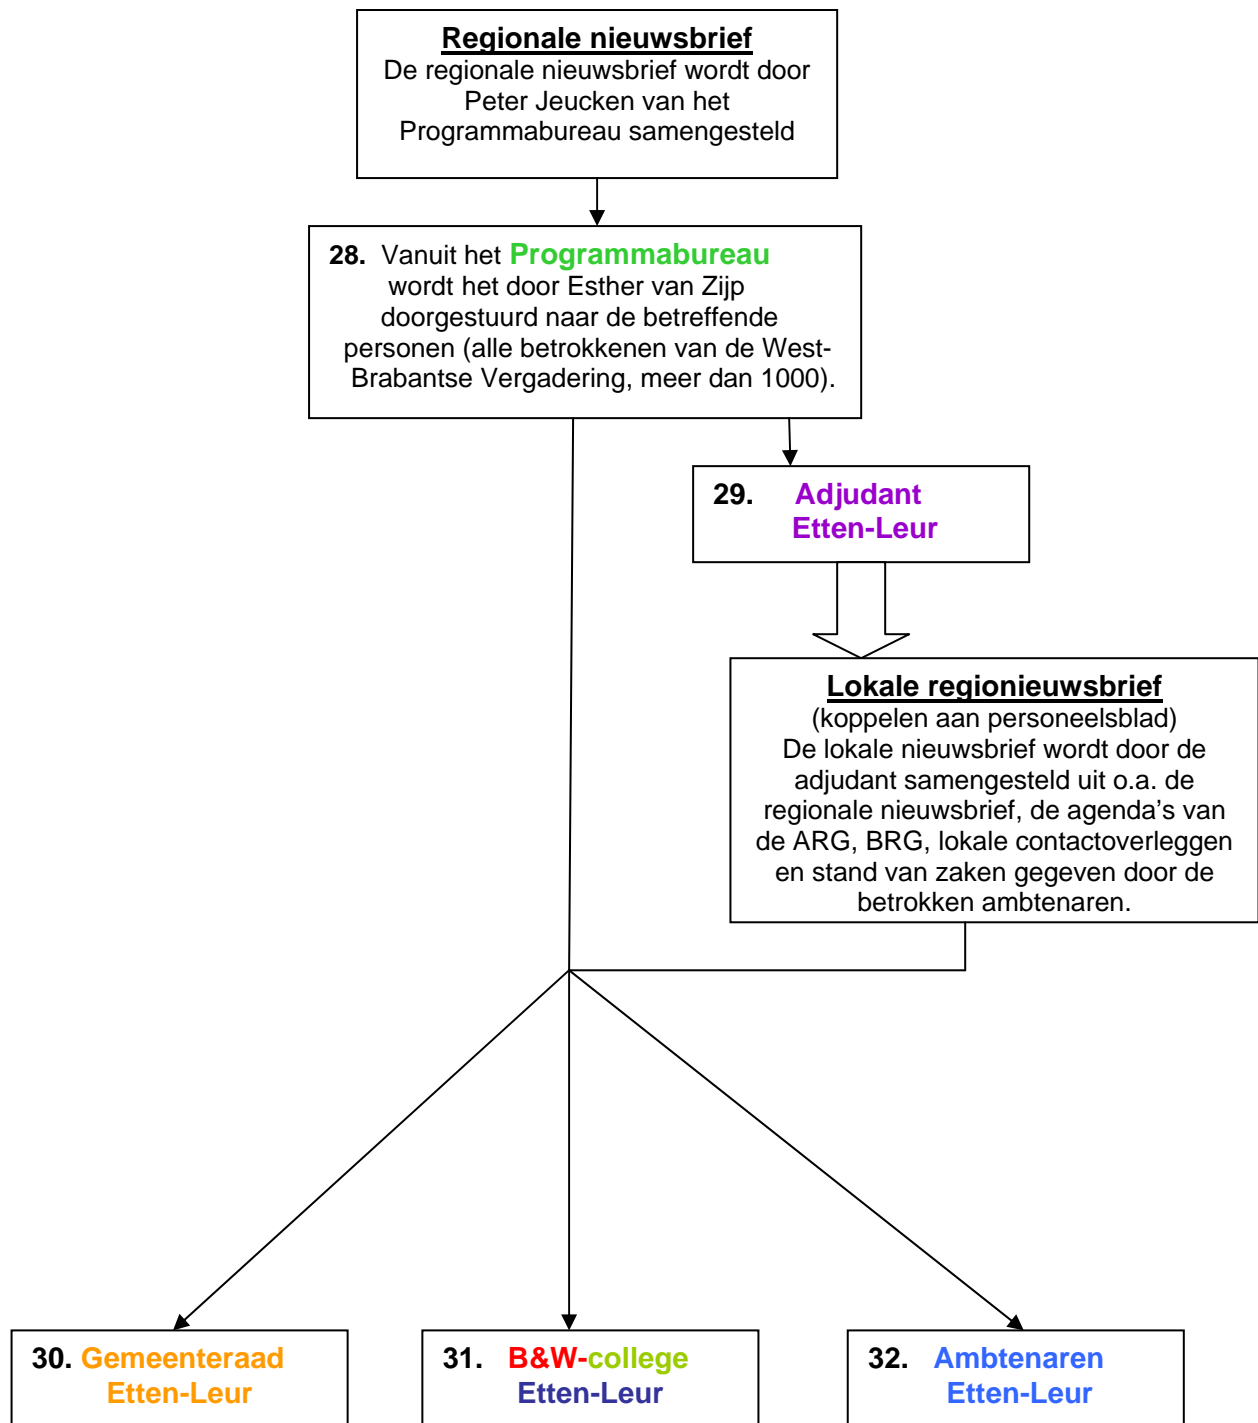 Regionale nieuwsbrief
De regionale nieuwsbrief wordt door
Peter Jeucken van het
Programmabureau samengesteld
28. Vanuit het Programmabureau
wordt het door Esther van Zijp
doorgestuurd naar de betreffende
personen (alle betrokkenen van de West-
Brabantse Vergadering, meer dan 1000).
29. Adjudant
Etten-Leur
Lokale regionieuwsbrief
(koppelen aan personeelsblad)
De lokale nieuwsbrief wordt door de
adjudant samengesteld uit o.a. de
regionale nieuwsbrief, de agenda's van
de ARG, BRG, lokale contactoverleggen
en stand van zaken gegeven door de
betrokken ambtenaren.
30. Gemeenteraad
Etten-Leur
31. B&W-college
Etten-Leur
32. Ambtenaren
Etten-Leur